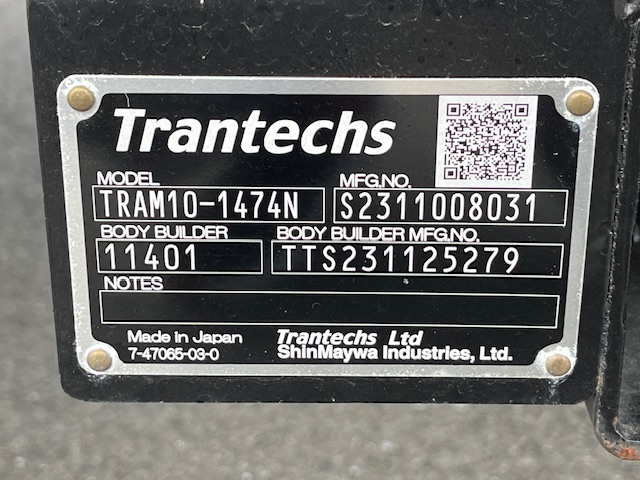 Trantechs
MODEL MFG.NO.
TRAM10-1474N S2311008031
BODY BUILDER BODY BUILDER MFG.NO.
11401 TTS231125279
NOTES
Made in Japan Trantechs Ltd
7-47065-03-0 ShinMaywa Industries, Ltd.